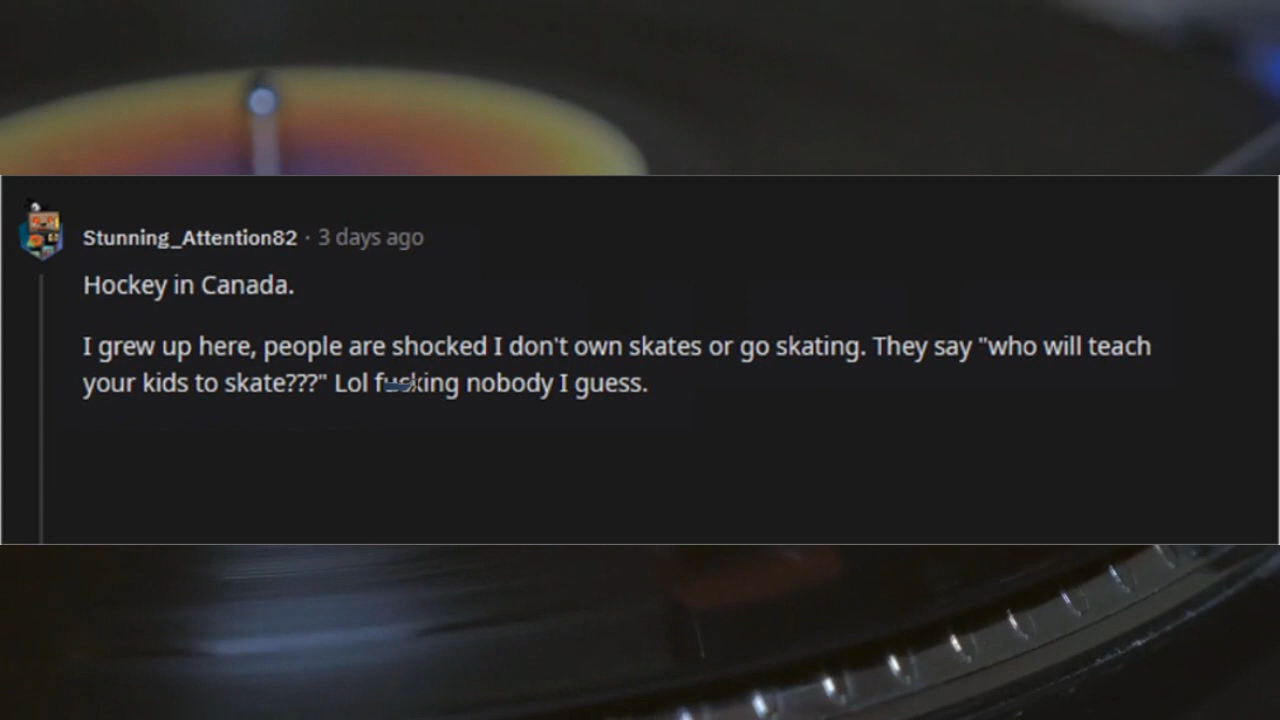 Stunning_Attention82 · 3 days ago
Hockey in Canada.
I grew up here, people are shocked I don't own skates or go skating. They say "who will teach
your kids to skate???" Lol fucking nobody I guess.